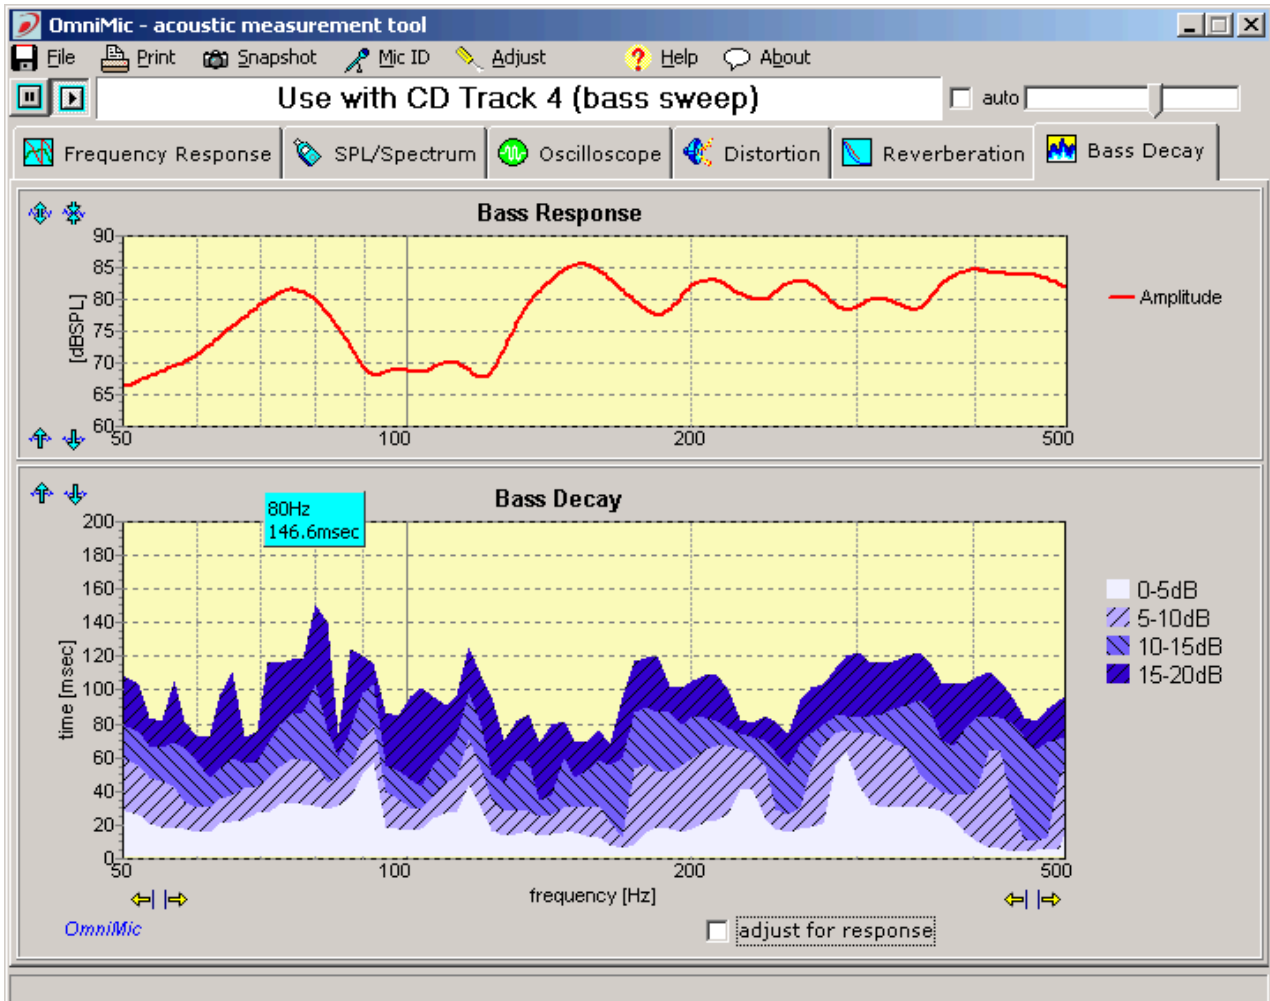 OmniMic - acoustic measurement tool
File Print Snapshot Mic ID Adjust Help About
Use with CD Track 4 (bass sweep) auto
Frequency Response SPL/Spectrum Oscilloscope Distortion Reverberation Bass Decay
Bass Response
90
85
80
75
70
65
60
[dBSPL]
50 100 200 500
Amplitude
Bass Decay
80Hz
146.6msec
200
180
160
140
120
100
80
60
40
20
0
time [msec]
50 100 200 500
frequency [Hz]
0-5dB
5-10dB
10-15dB
15-20dB
OmniMic
adjust for response